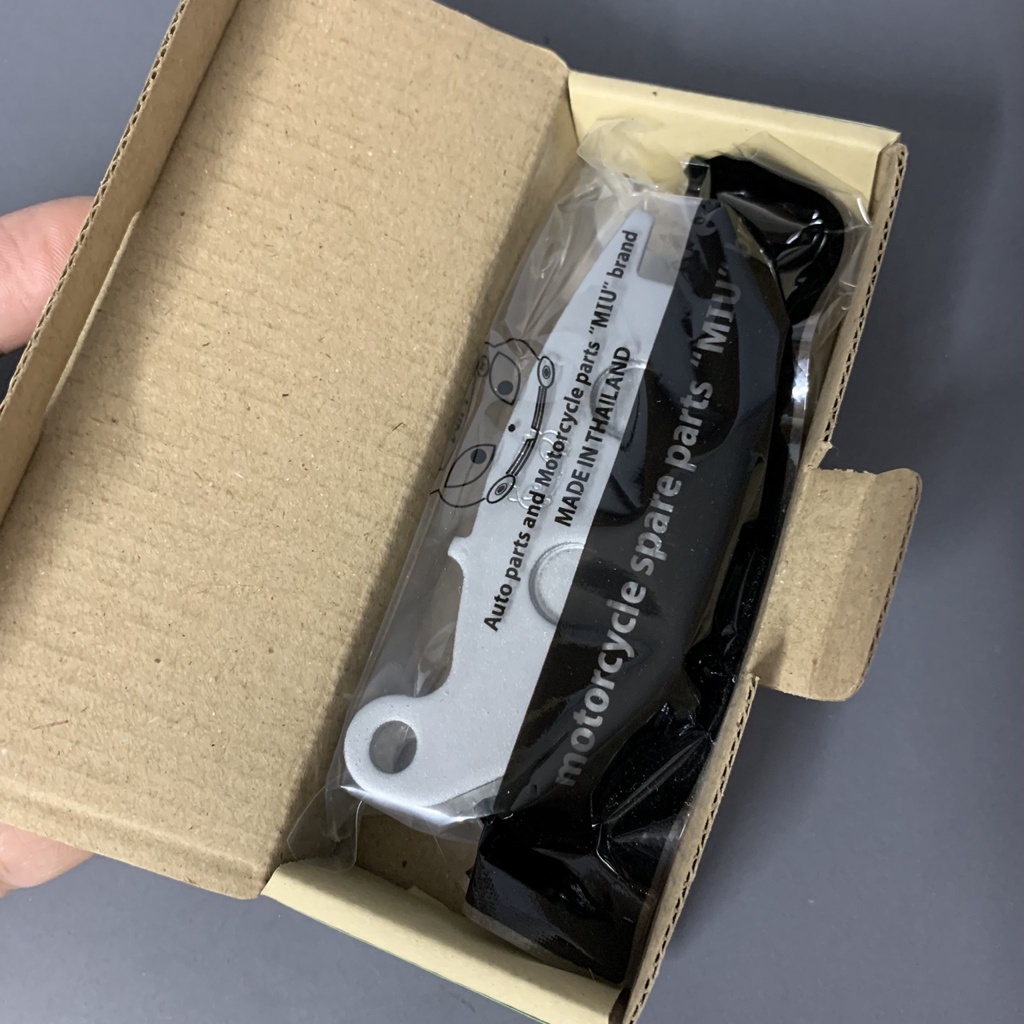 Auto parts and Motorcycle parts "MIU" brand
MADE IN THAILAND
motorcycle spare parts "MIU"